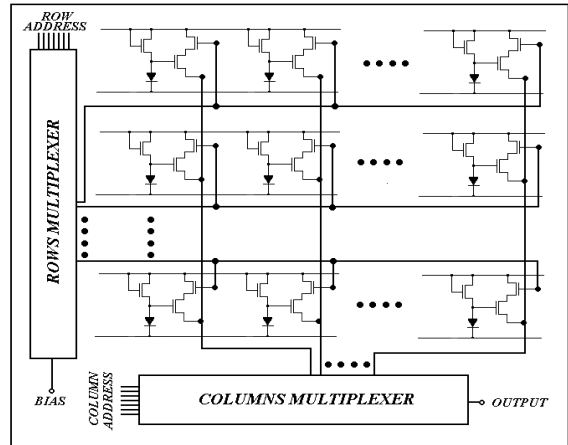 ROW
ADDRESS
ROWS MULTIPLEXER
BIAS
COLUMN
ADDRESS
COLUMNS MULTIPLEXER
OUTPUT